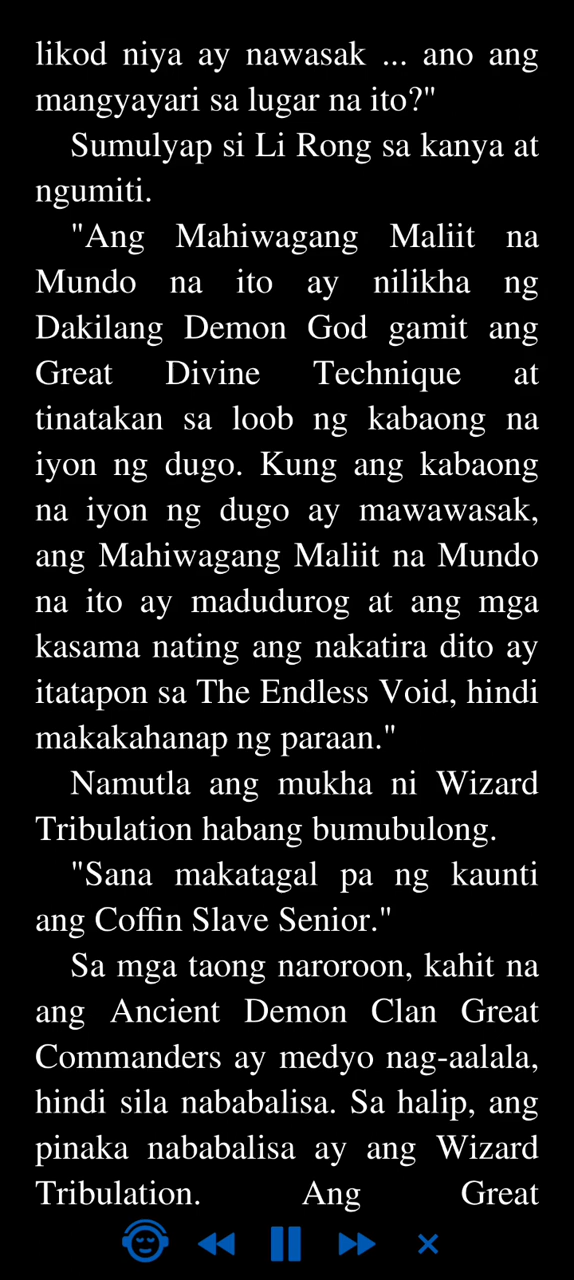 likod niya ay nawasak ... ano ang
mangyayari sa lugar na ito?"
Sumulyap si Li Rong sa kanya at
ngumiti.
"Ang Mahiwagang Maliit na
Mundo na ito ay nilikha ng
Dakilang Demon God gamit ang
Great Divine Technique at
tinatakan sa loob ng kabaong na
iyon ng dugo. Kung ang kabaong
na iyon ng dugo ay mawawasak,
ang Mahiwagang Maliit na Mundo
na ito ay madudurog at ang mga
kasama nating ang nakatira dito ay
itatapon sa The Endless Void, hindi
makakahanap ng paraan."
Namutla ang mukha ni Wizard
Tribulation habang bumubulong.
"Sana makatagal pa ng kaunti
ang Coffin Slave Senior."
Sa mga taong naroroon, kahit na
ang Ancient Demon Clan Great
Commanders ay medyo nag-aalala,
hindi sila nababalisa. Sa halip, ang
pinaka nababalisa ay ang Wizard
Tribulation. Ang Great